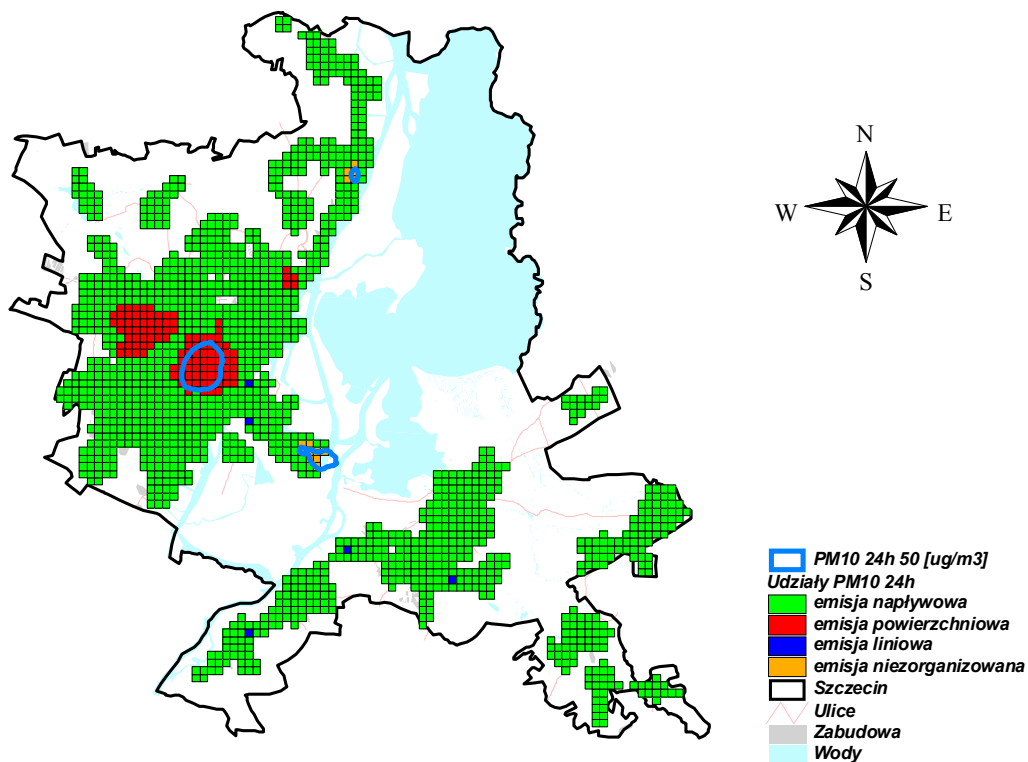 N
W
E
S
PM10 24h 50 [ug/m3]
Udziały PM10 24h
emisja napływowa
emisja powierzchniowa
emisja liniowa
emisja niezorganizowana
Szczecin
Ulice
Zabudowa
Wody